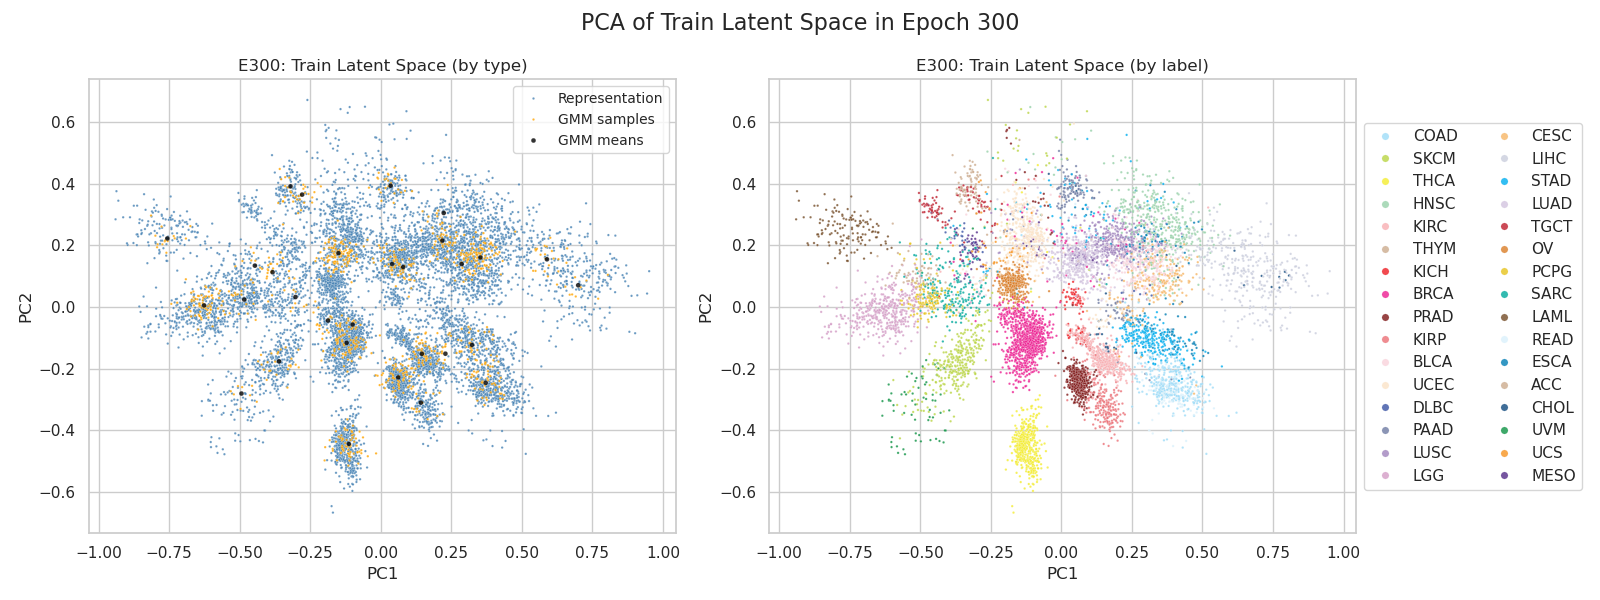 PCA of Train Latent Space in Epoch 300
E300: Train Latent Space (by type)
Representation
GMM samples
GMM means
PC2
0.6
0.4
0.2
0.0
−0.2
−0.4
−0.6
−1.00 −0.75 −0.50 −0.25 0.00 0.25 0.50 0.75 1.00
PC1
E300: Train Latent Space (by label)
PC2
0.6
0.4
0.2
0.0
−0.2
−0.4
−0.6
−1.00 −0.75 −0.50 −0.25 0.00 0.25 0.50 0.75 1.00
PC1
COAD
SKCM
THCA
HNSC
KIRC
THYM
KICH
BRCA
PRAD
KIRP
BLCA
UCEC
DLBC
PAAD
LUSC
LGG
CESC
LIHC
STAD
LUAD
TGCT
OV
PCPG
SARC
LAML
READ
ESCA
ACC
CHOL
UVM
UCS
MESO